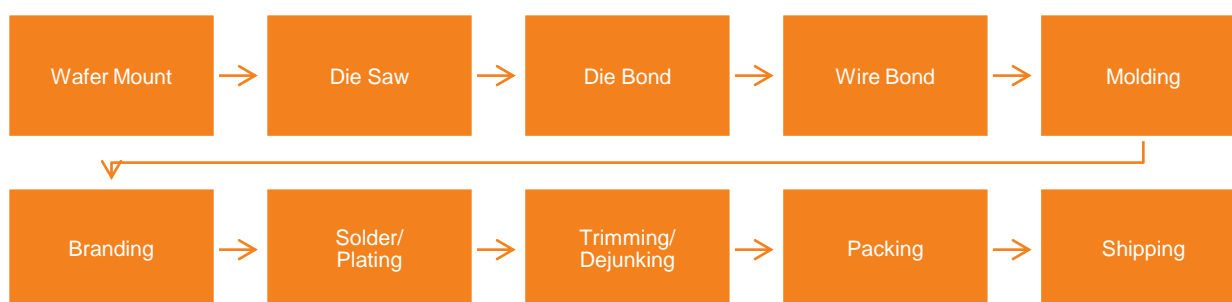 Wafer Mount
Die Saw
Die Bond
Wire Bond
Molding
Branding
Solder/
Plating
Trimming/
Dejunking
Packing
Shipping